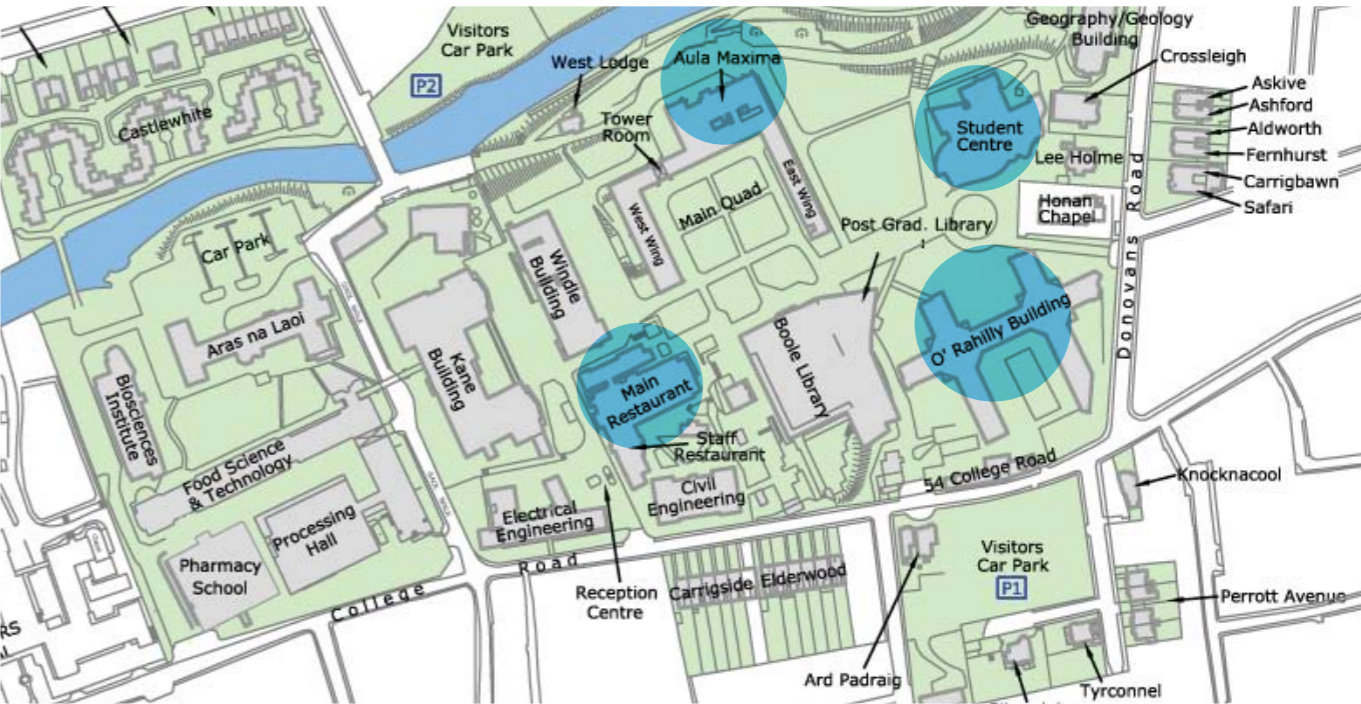 Visitors
Car Park
P2
West Lodge
Aula Maxima
Geography/Geology
Building
Crossleigh
Askive
Ashford
Aldworth
Fernhurst
Carrigbawn
Safari
Castlewhite
Tower
Room
Student
Centre
Lee Holme
Honan
Chapel
Donovans Road
East Wing
Main Quad
West Wing
Post Grad. Library
Car Park
Windle
Building
Aras na Laoi
Kane
Building
Main
Restaurant
Boole Library
O' Rahilly Building
Biosciences
Institute
Food Science
& Technology
Staff
Restaurant
Civil
Engineering
54 College Road
Knocknacool
Electrical
Engineering
Processing
Hall
Pharmacy
School
College Road
Reception
Centre
Carrigside
Elderwood
Visitors
Car Park
P1
Perrott Avenue
Ard Padraig
Tyrconnel